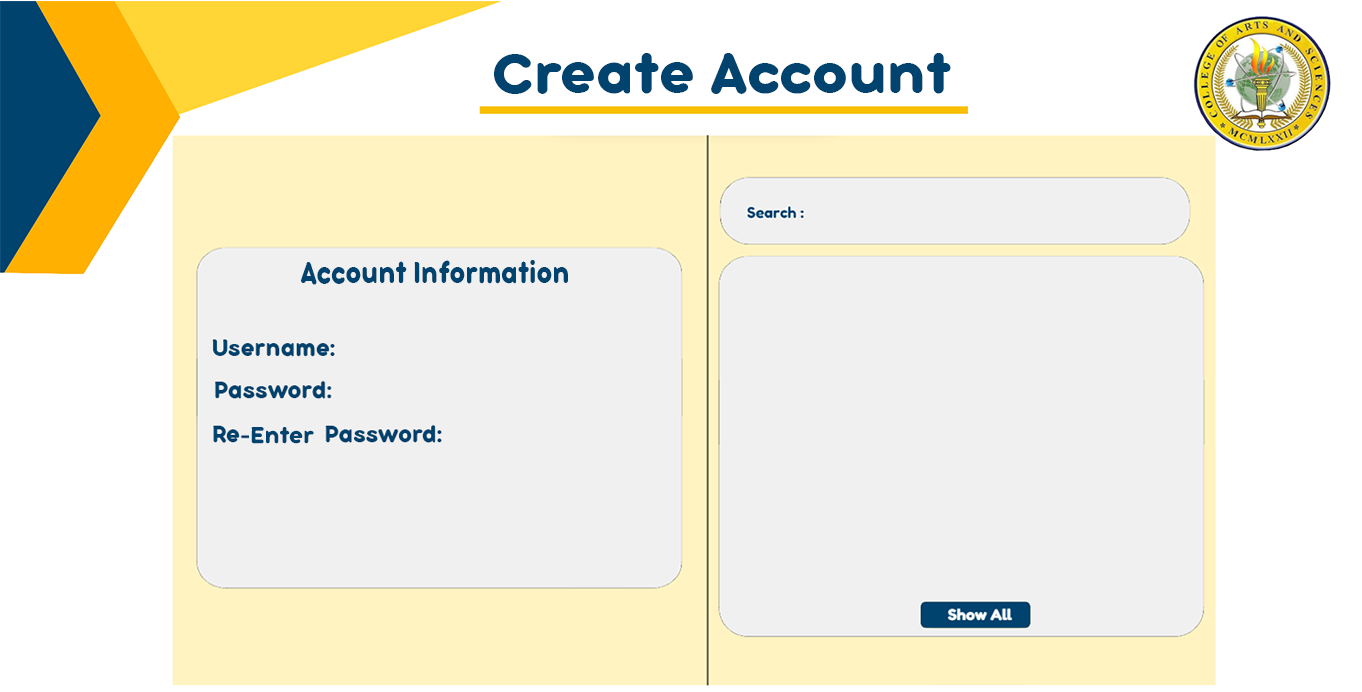 Create Account
COLLEGE OF ARTS AND SCIENCES
* MCMLXXII *
Account Information
Username:
Password:
Re-Enter Password:
Search :
Show All